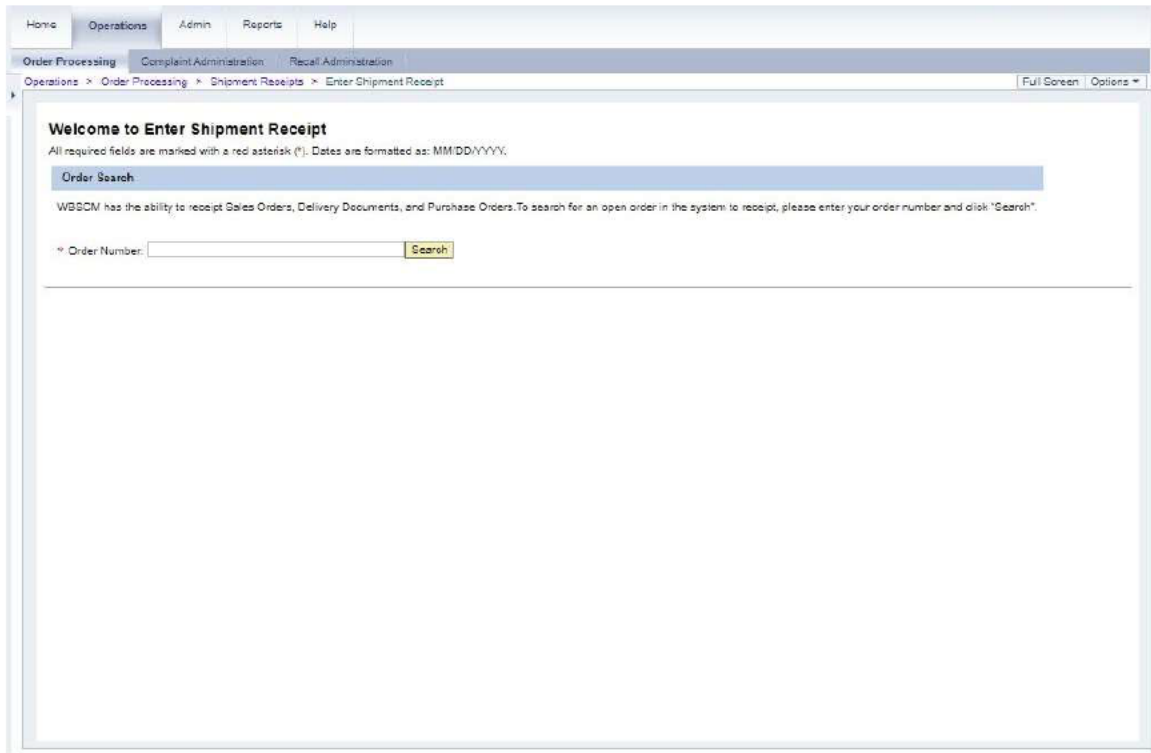 Home Operations Admin Reports Help
Order Processing Complaint Administration Recall Administration
Operations > Order Processing > Shipment Receipts > Enter Shipment Receipt Full Screen Options
Welcome to Enter Shipment Receipt
All required fields are marked with a red asterisk (*). Dates are formatted as: MM/DD/YYYY.
Order Search
WBSCM has the ability to receipt Sales Orders, Delivery Documents, and Purchase Orders.To search for an open order in the system to receipt, please enter your order number and click "Search".
* Order Number: Search